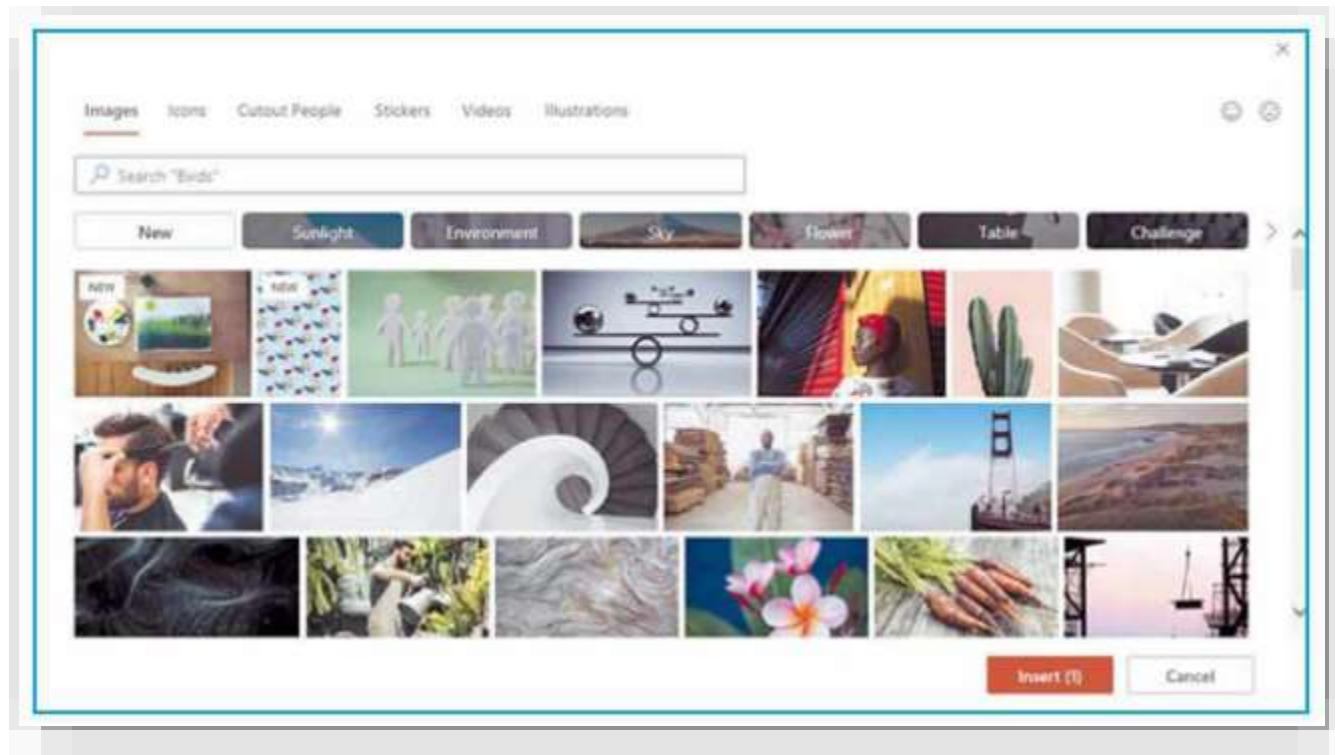 Images Icons Cutout People Stickers Videos Illustrations
Search "Birds"
New Sunlight Environment Sky Flower Table Challenge
NEW NEW
Insert (1) Cancel